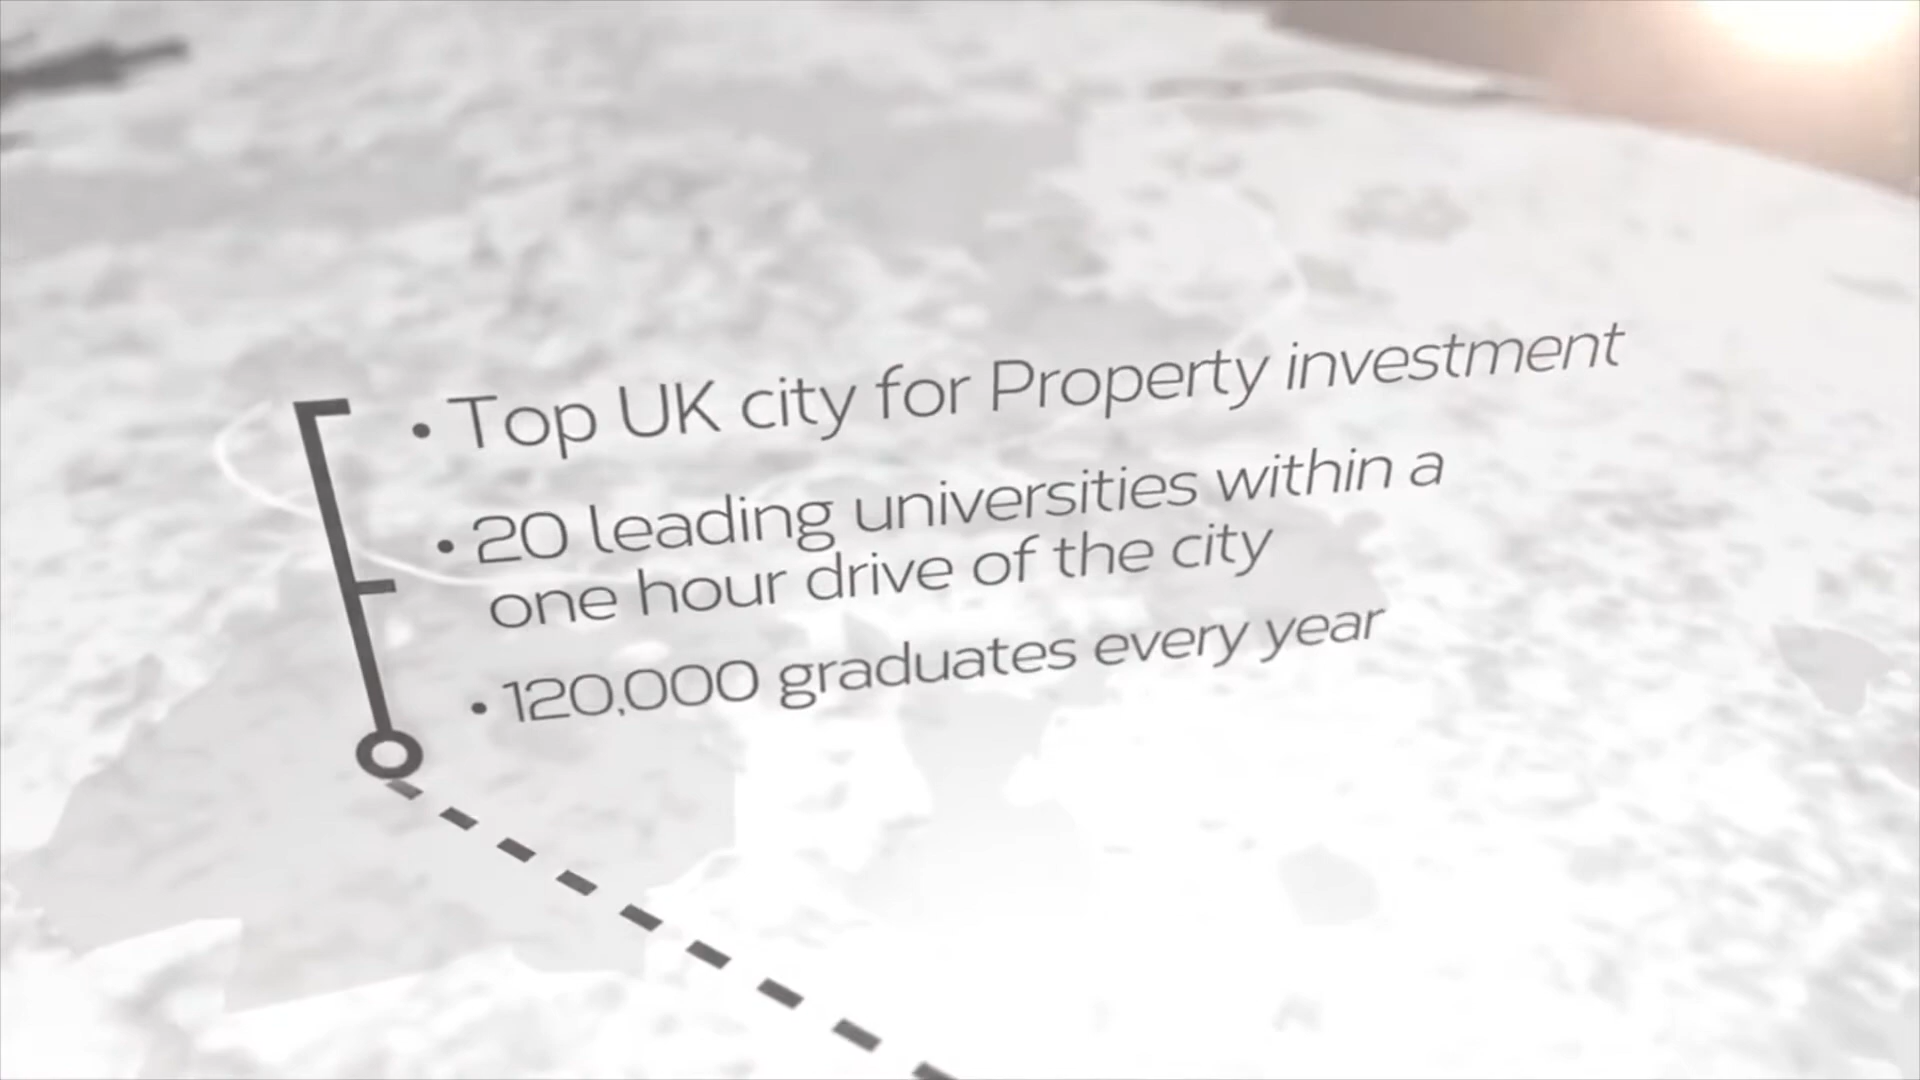 • Top UK city for Property investment
• 20 leading universities within a
one hour drive of the city
• 120,000 graduates every year